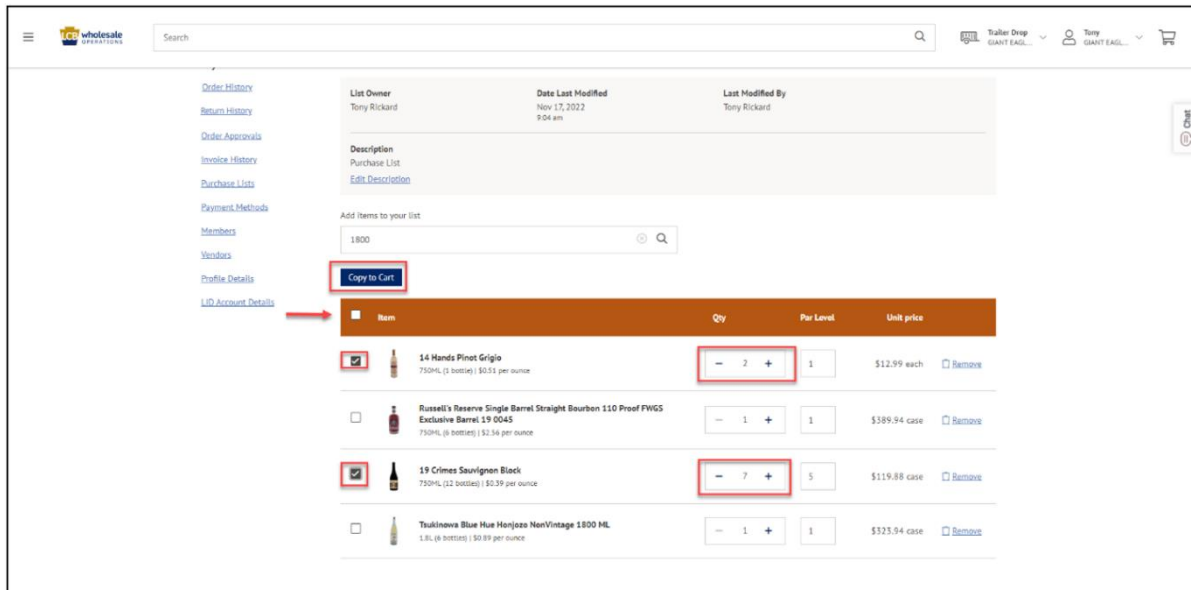 LCB wholesale
OPERATIONS
Search
Trailer Drop
GIANT EAGL...
Tony
GIANT EAGL...
Order History
Return History
Order Approvals
Invoice History
Purchase Lists
Payment Methods
Members
Vendors
Profile Details
LID Account Details
List Owner
Tony Rickard
Date Last Modified
Nov 17, 2022
9:04 am
Last Modified By
Tony Rickard
Description
Purchase List
Edit Description
Add items to your list
1800
Copy to Cart
Item Qty Par Level Unit price
14 Hands Pinot Grigio
750ML (1 bottle) | $0.51 per ounce
2 1 $12.99 each Remove
Russell's Reserve Single Barrel Straight Bourbon 110 Proof FWGS
Exclusive Barrel 19 0045
750ML (6 bottles) | $2.56 per ounce
1 1 $389.94 case Remove
19 Crimes Sauvignon Block
750ML (12 bottles) | $0.39 per ounce
7 5 $119.88 case Remove
Tsukinowa Blue Hue Honjozo NonVintage 1800 ML
1.8L (6 bottles) | $0.89 per ounce
1 1 $323.94 case Remove
Chat